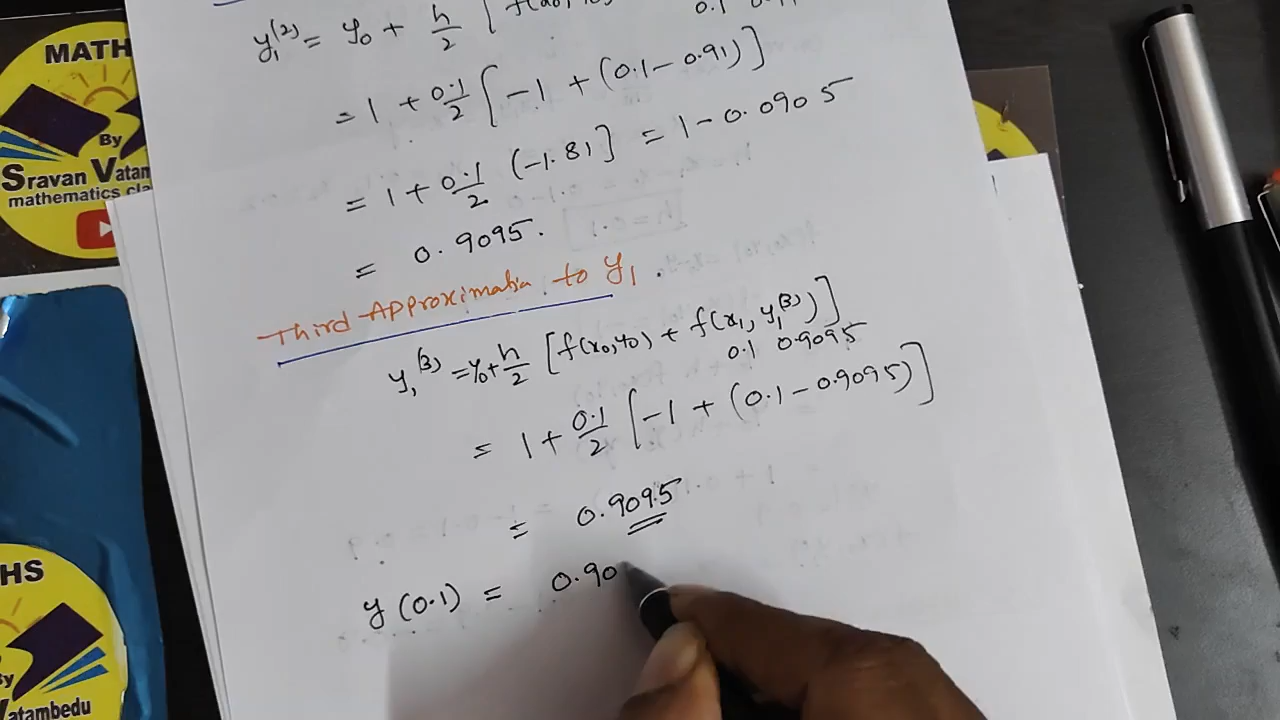 y₁⁽²⁾ = y₀ + h/2 [
0.1
= 1 + 0.1/2 [-1 + (0.1 - 0.91)]
= 1 + 0.1/2 (-1.81] = 1 - 0.0905
= 0.9095.
Third Approximation to y₁.
y₁⁽³⁾ = y₀ + h/2 [f(x₀,y₀) + f(x₁, y₁⁽³⁾)]
0.1 0.9095
= 1 + 0.1/2 [-1 + (0.1 - 0.9095)]
= 0.9095
y(0.1) = 0.90
MATH
By
Sravan Vatam
mathematics cla
HS
By
Vatambedu